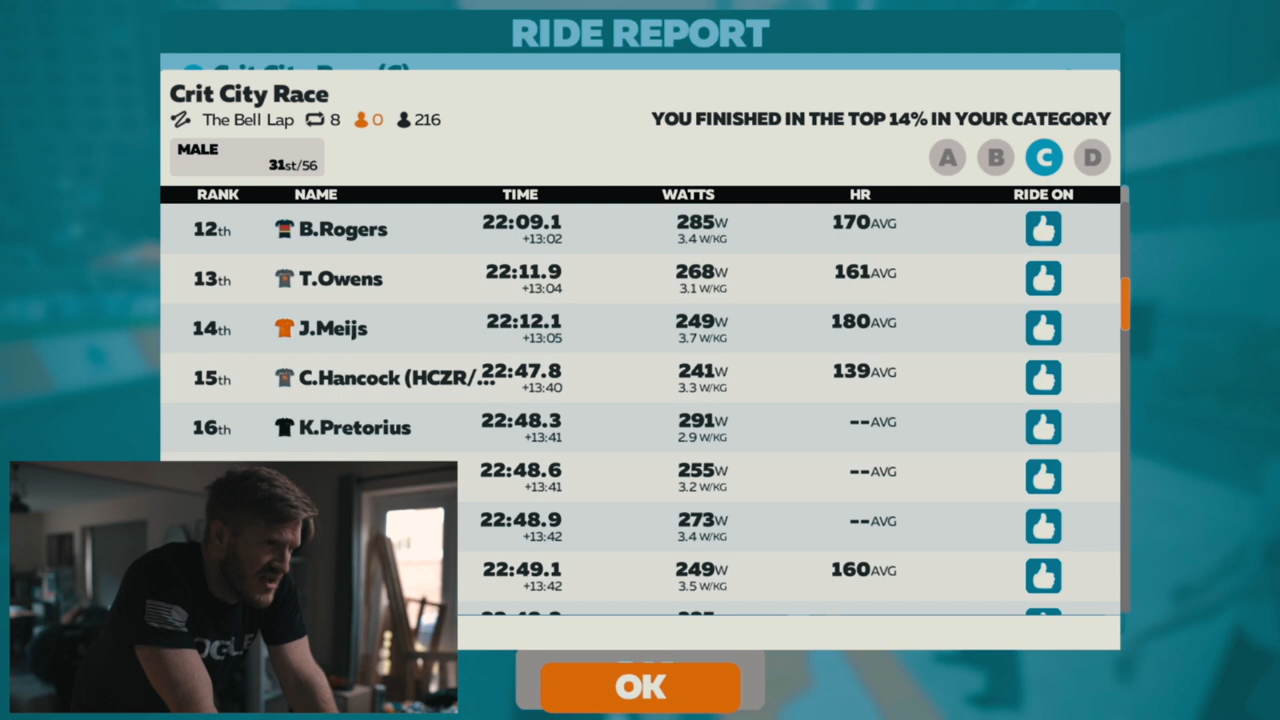 RIDE REPORT
Crit City Race
The Bell Lap 8 0 216
YOU FINISHED IN THE TOP 14% IN YOUR CATEGORY
MALE
31st/56
A B C D
RANK NAME TIME WATTS HR RIDE ON
12th B.Rogers 22:09.1 285W 170AVG
+13:02 3.4 W/KG
13th T.Owens 22:11.9 268W 161AVG
+13:04 3.1 W/KG
14th J.Meijs 22:12.1 249W 180AVG
+13:05 3.7 W/KG
15th C.Hancock (HCZR/... 22:47.8 241W 139AVG
+13:40 3.3 W/KG
16th K.Pretorius 22:48.3 291W --AVG
+13:41 2.9 W/KG
22:48.6 255W --AVG
+13:41 3.2 W/KG
22:48.9 273W --AVG
+13:42 3.4 W/KG
22:49.1 249W 160AVG
+13:42 3.5 W/KG
OK